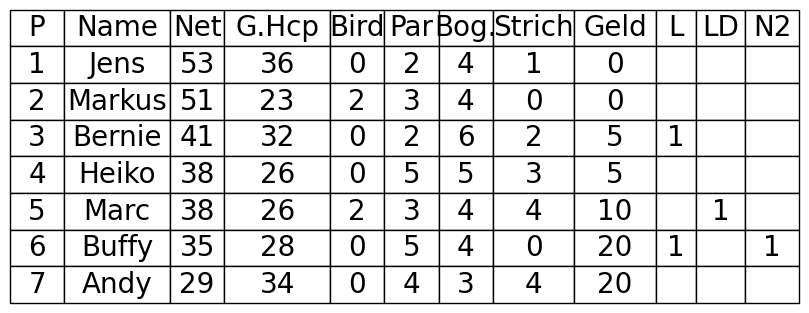 P Name Net G.Hcp Bird Par Bog. Strich Geld L LD N2
1 Jens 53 36 0 2 4 1 0
2 Markus 51 23 2 3 4 0 0
3 Bernie 41 32 0 2 6 2 5 1
4 Heiko 38 26 0 5 5 3 5
5 Marc 38 26 2 3 4 4 10 1
6 Buffy 35 28 0 5 4 0 20 1 1
7 Andy 29 34 0 4 3 4 20